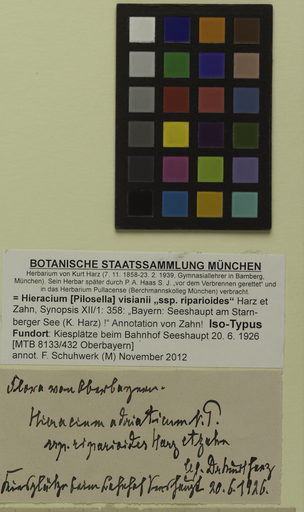 BOTANISCHE STAATSSAMMLUNG MÜNCHEN
Herbarium von Kurt Harz (7. 11. 1858-23. 2. 1939, Gymnasiallehrer in Bamberg,
München). Sein Herbar später durch P. A. Haas S. J. „vor dem Verbrennen gerettet" und
in das Herbarium Pullacense (Berchmannskolleg München) verbracht.
= Hieracium [Pilosella] visianii „ssp. riparioides" Harz et
Zahn, Synopsis XII/1: 358: „Bayern: Seeshaupt am Starn-
berger See (K. Harz) !" Annotation von Zahn! Iso-Typus
Fundort: Kiesplätze beim Bahnhof Seeshaupt 20. 6. 1926
[MTB 8133/432 Oberbayern]
annot. F. Schuhwerk (M) November 2012
Flora von Oberbayern.
Hieracium adriaticum
ssp. riparioides Harz et Zahn
Harz
Kiesplätze beim Bahnhof Seeshaupt 20.6.1926.